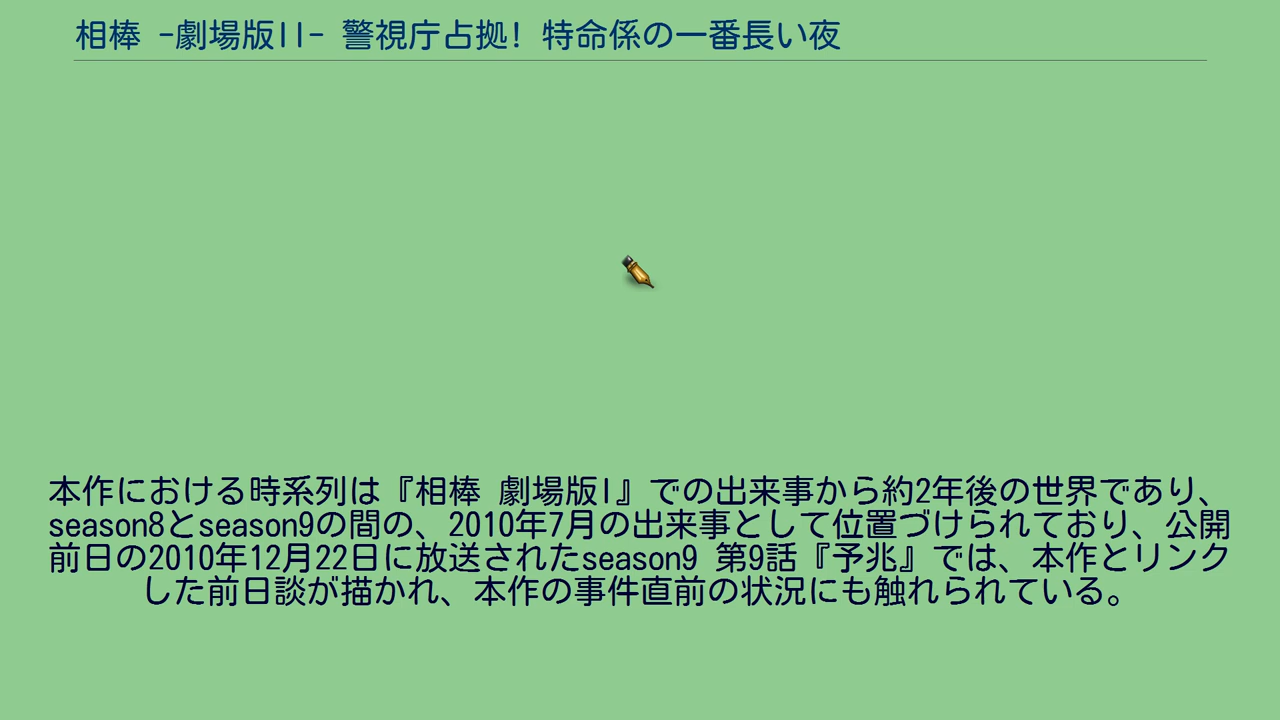 相棒 -劇場版II- 警視庁占拠! 特命係の一番長い夜
本作における時系列は『相棒 劇場版I』での出来事から約2年後の世界であり、
season8とseason9の間の、2010年7月の出来事として位置づけられており、公開
前日の2010年12月22日に放送されたseason9 第9話『予兆』では、本作とリンク
した前日談が描かれ、本作の事件直前の状況にも触れられている。